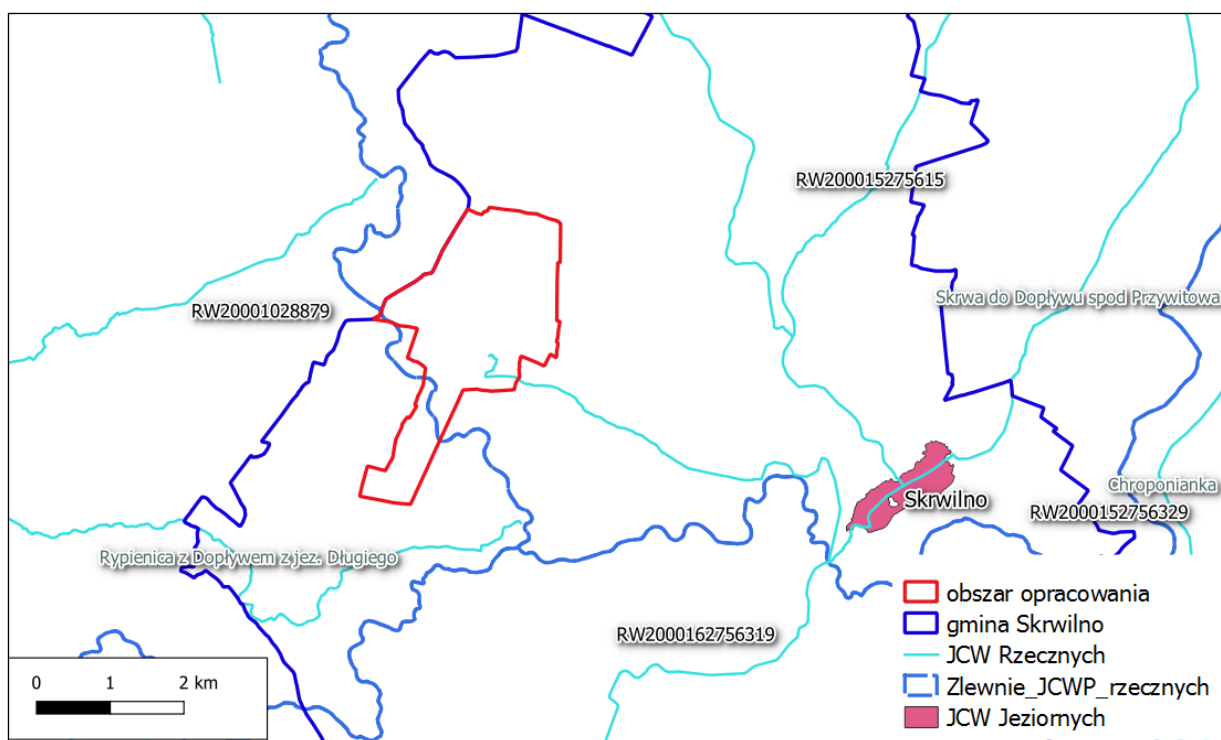 RW200015275615
Skrwa do Dopływu spod Przywitowa
RW20001028879
Chroponianka
Skrwilno
RW2000152756329
Rypienica z Dopływem z jez. Długiego
RW2000162756319
obszar opracowania
gmina Skrwilno
JCW Rzecznych
Zlewnie_JCWP_rzecznych
JCW Jeziornych
0 1 2 km